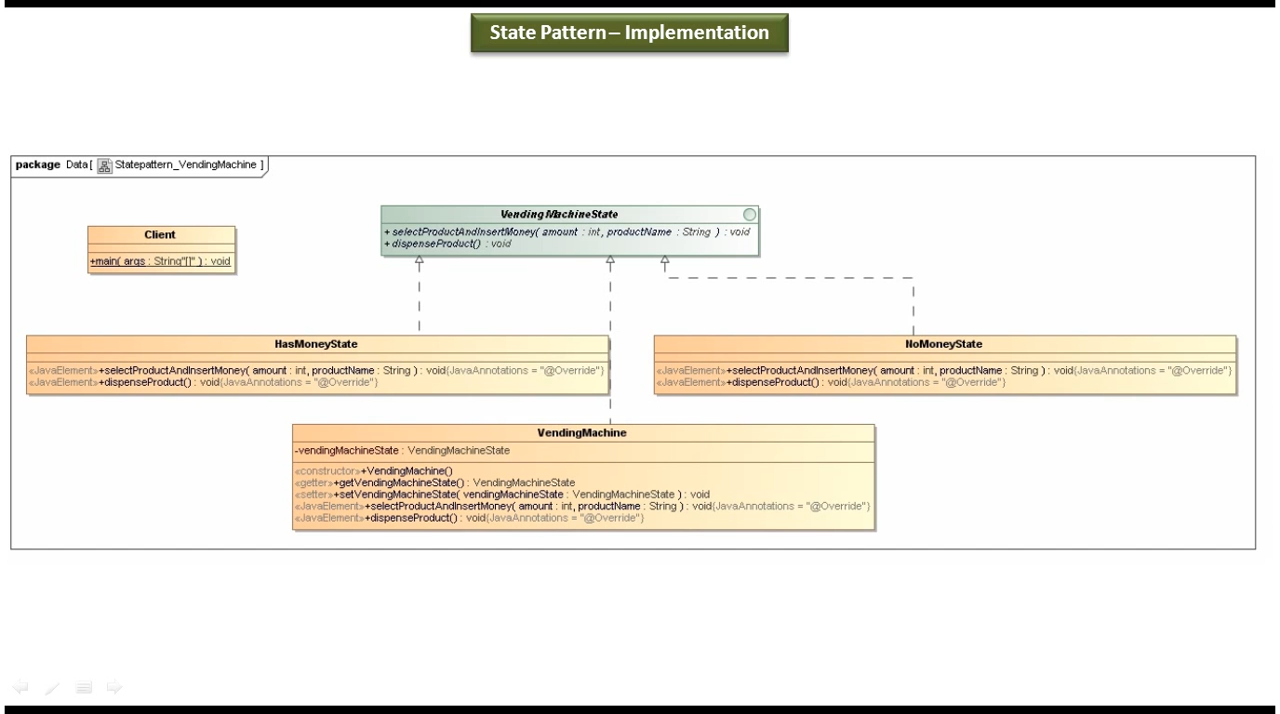 State Pattern – Implementation
package Data [ Statepattern_VendingMachine ]
VendingMachineState
+ selectProductAndInsertMoney( amount : int, productName : String ) : void
+ dispenseProduct() : void
Client
+main( args : String"[]" ) : void
HasMoneyState
«JavaElement»+selectProductAndInsertMoney( amount : int, productName : String ) : void{JavaAnnotations = "@Override"}
«JavaElement»+dispenseProduct() : void{JavaAnnotations = "@Override"}
NoMoneyState
«JavaElement»+selectProductAndInsertMoney( amount : int, productName : String ) : void{JavaAnnotations = "@Override"}
«JavaElement»+dispenseProduct() : void{JavaAnnotations = "@Override"}
VendingMachine
-vendingMachineState : VendingMachineState
«constructor»+VendingMachine()
«getter»+getVendingMachineState() : VendingMachineState
«setter»+setVendingMachineState( vendingMachineState : VendingMachineState ) : void
«JavaElement»+selectProductAndInsertMoney( amount : int, productName : String ) : void{JavaAnnotations = "@Override"}
«JavaElement»+dispenseProduct() : void{JavaAnnotations = "@Override"}